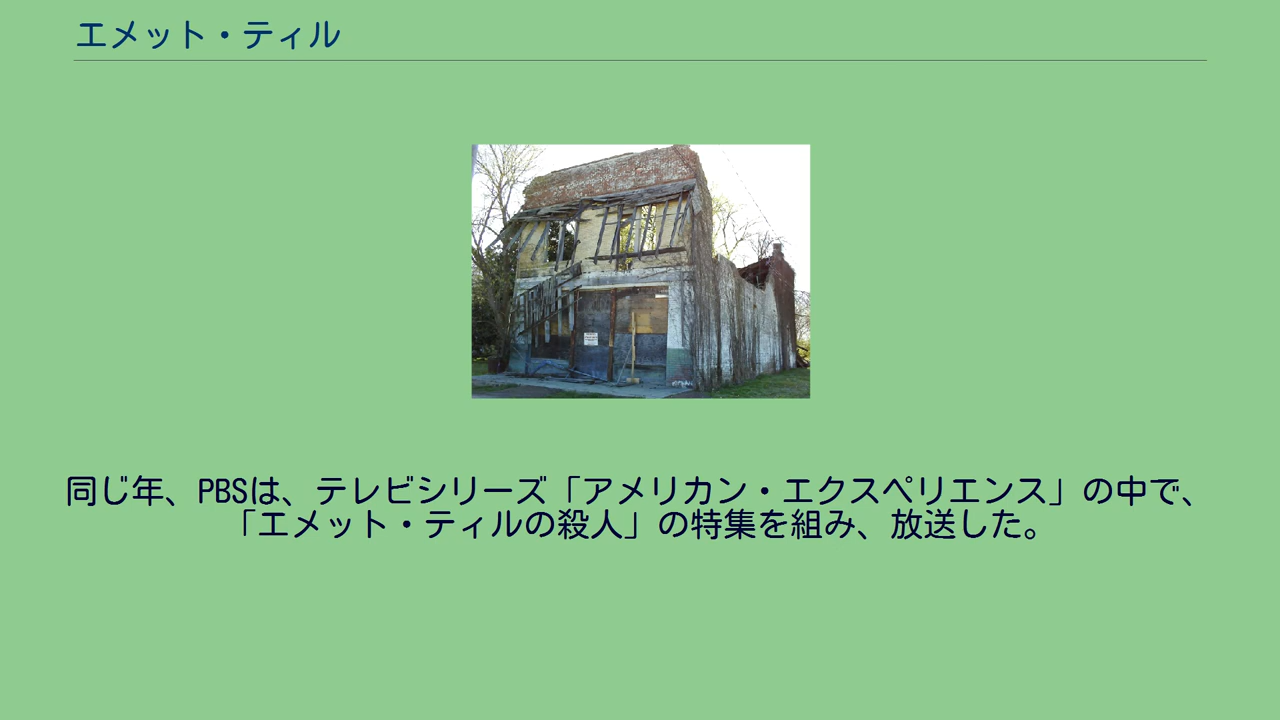 エメット・ティル
同じ年、PBSは、テレビシリーズ「アメリカン・エクスペリエンス」の中で、
「エメット・ティルの殺人」の特集を組み、放送した。